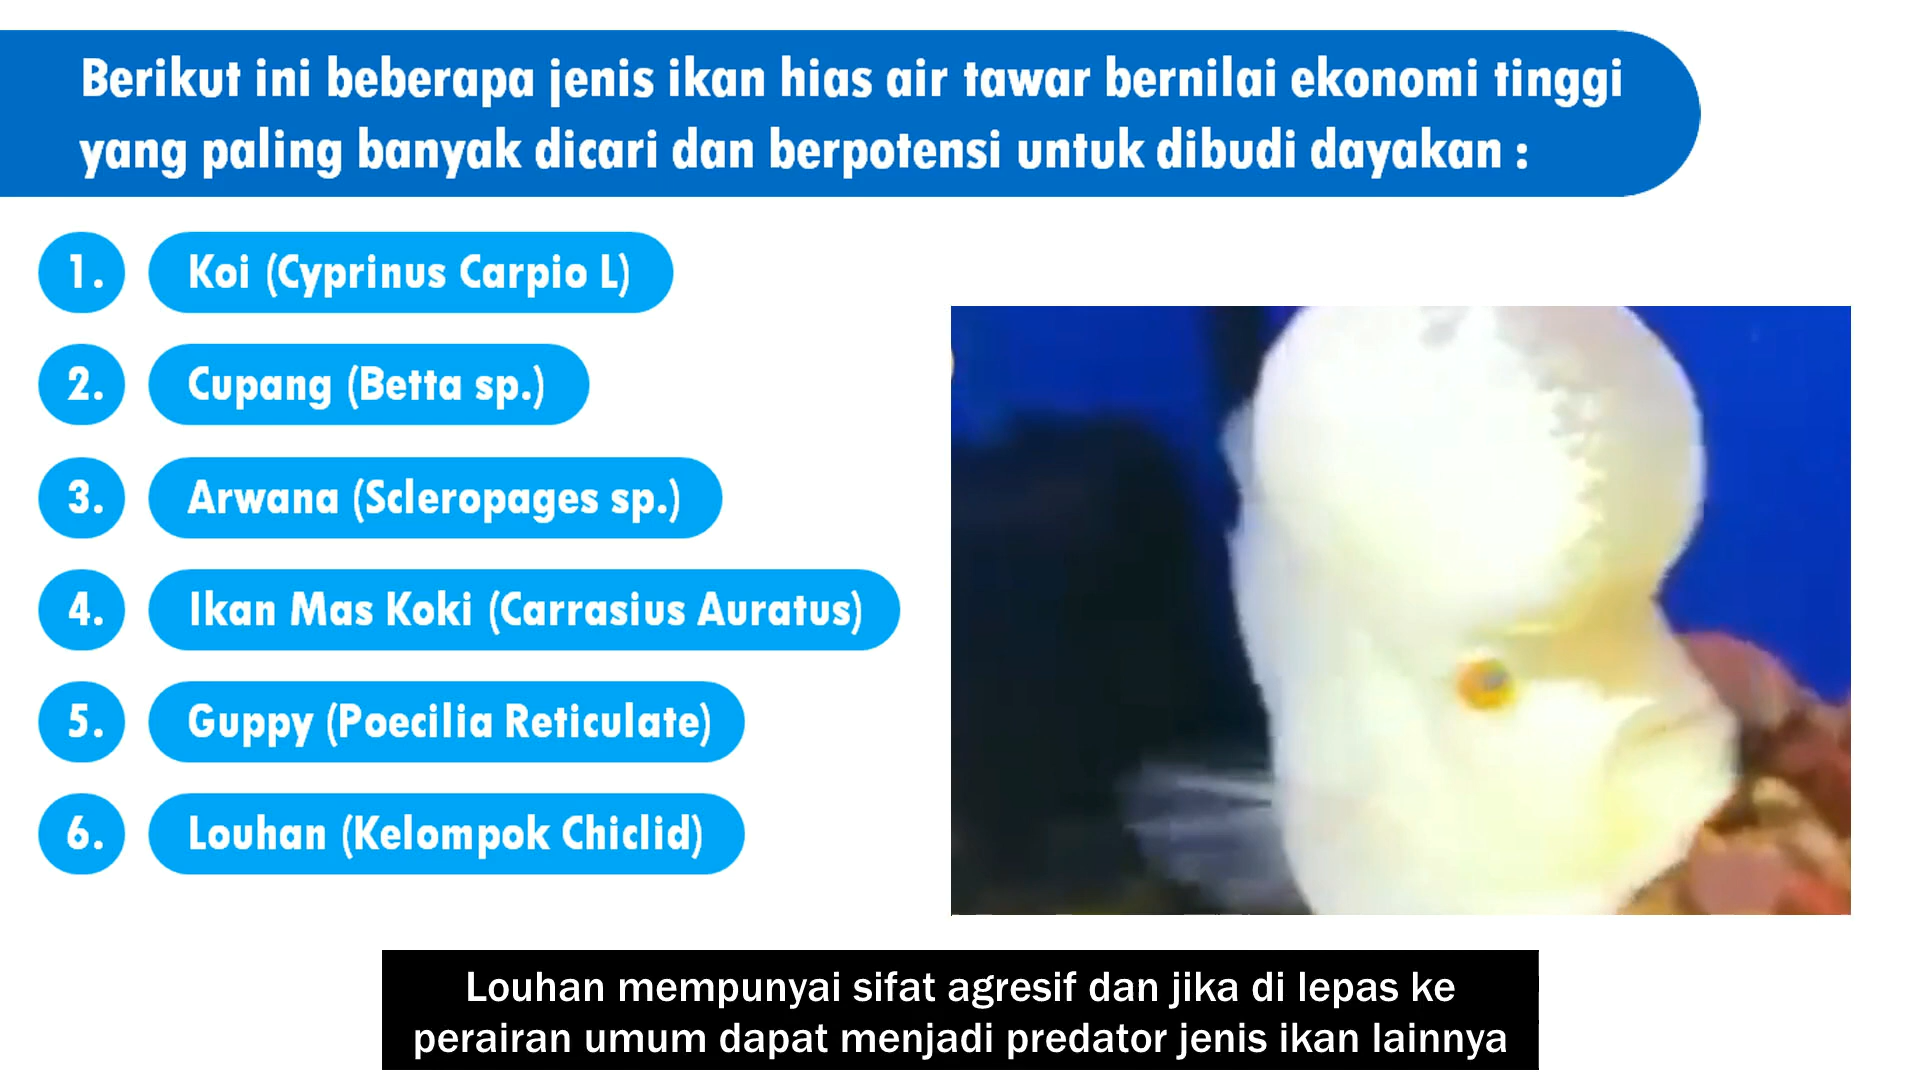 Berikut ini beberapa jenis ikan hias air tawar bernilai ekonomi tinggi
yang paling banyak dicari dan berpotensi untuk dibudi dayakan :
1. Koi (Cyprinus Carpio L)
2. Cupang (Betta sp.)
3. Arwana (Scleropages sp.)
4. Ikan Mas Koki (Carrasius Auratus)
5. Guppy (Poecilia Reticulate)
6. Louhan (Kelompok Chiclid)
Louhan mempunyai sifat agresif dan jika di lepas ke
perairan umum dapat menjadi predator jenis ikan lainnya